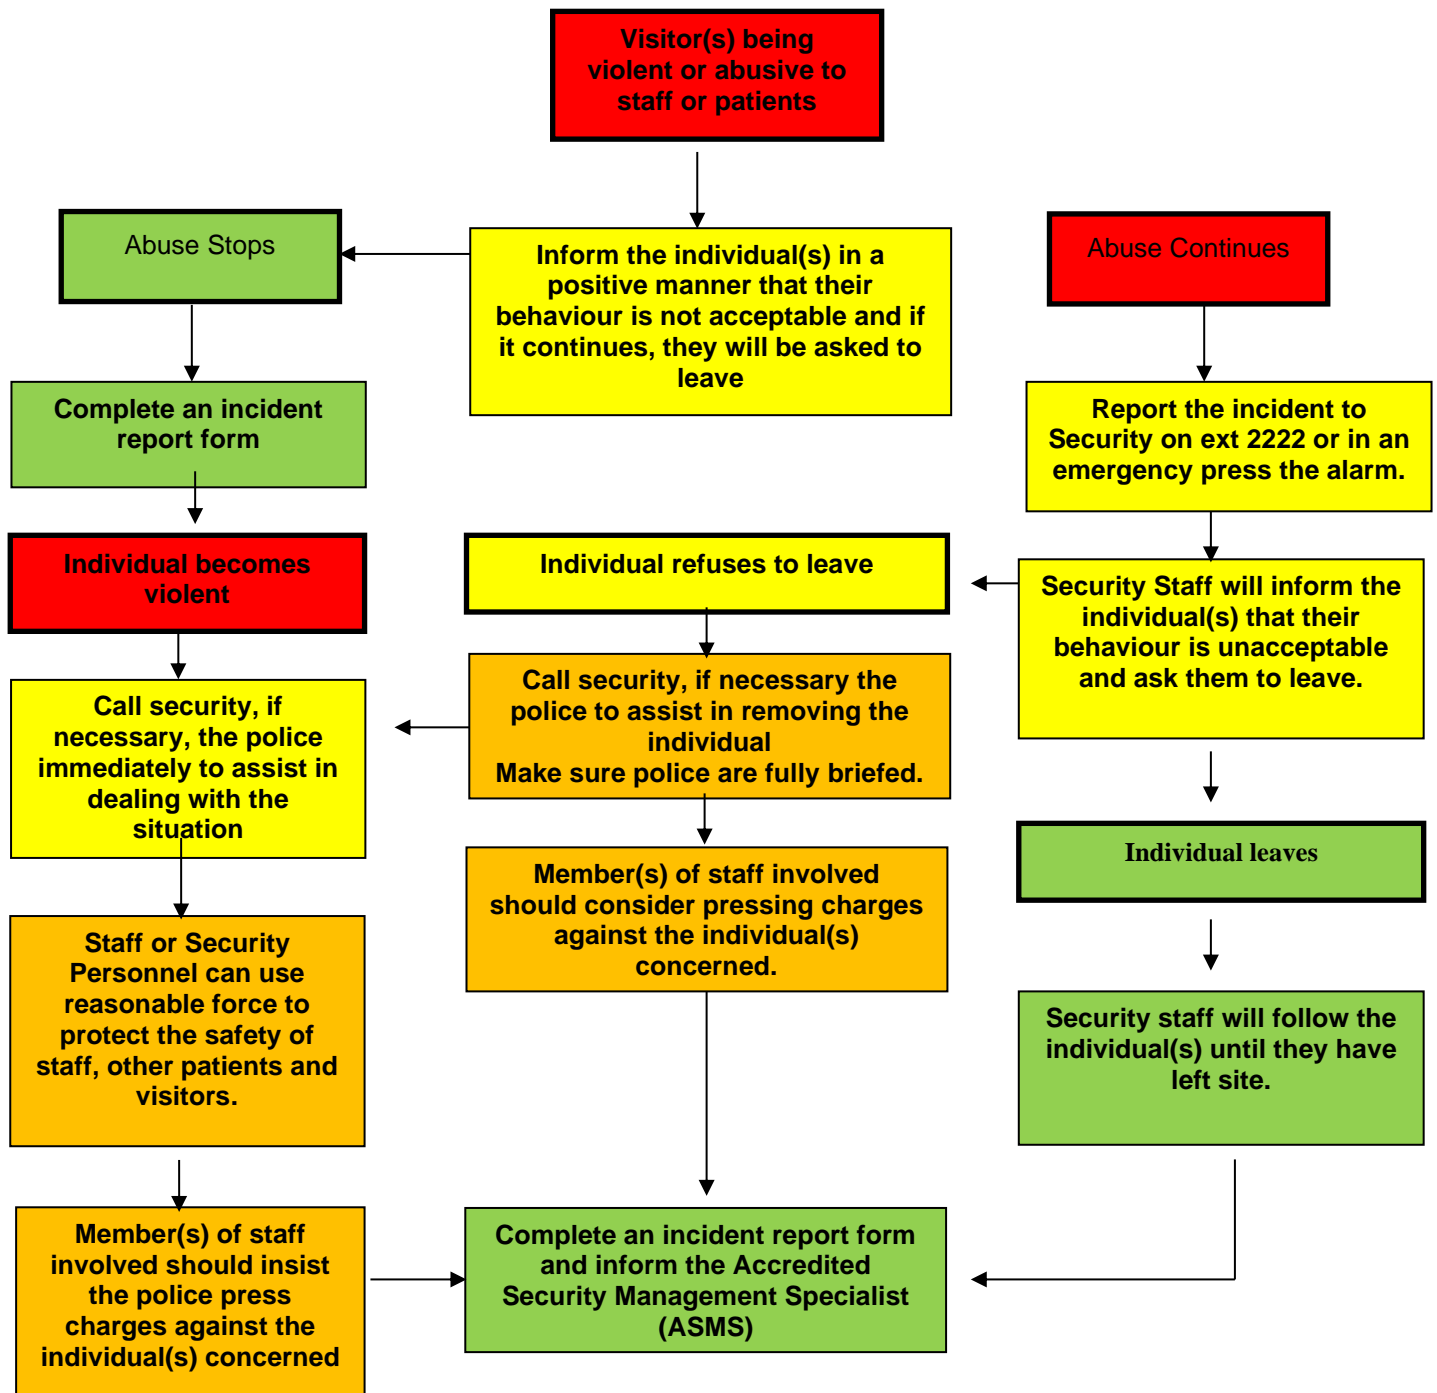 Visitor(s) being
violent or abusive to
staff or patients
Abuse Stops
Inform the individual(s) in a
positive manner that their
behaviour is not acceptable and if
it continues, they will be asked to
leave
Abuse Continues
Complete an incident
report form
Report the incident to
Security on ext 2222 or in an
emergency press the alarm.
Individual becomes
violent
Individual refuses to leave
Security Staff will inform the
individual(s) that their
behaviour is unacceptable
and ask them to leave.
Call security, if
necessary, the police
immediately to assist in
dealing with the
situation
Call security, if necessary the
police to assist in removing the
individual
Make sure police are fully briefed.
Individual leaves
Member(s) of staff involved
should consider pressing charges
against the individual(s)
concerned.
Staff or Security
Personnel can use
reasonable force to
protect the safety of
staff, other patients and
visitors.
Security staff will follow the
individual(s) until they have
left site.
Member(s) of staff
involved should insist
the police press
charges against the
individual(s) concerned
Complete an incident report form
and inform the Accredited
Security Management Specialist
(ASMS)